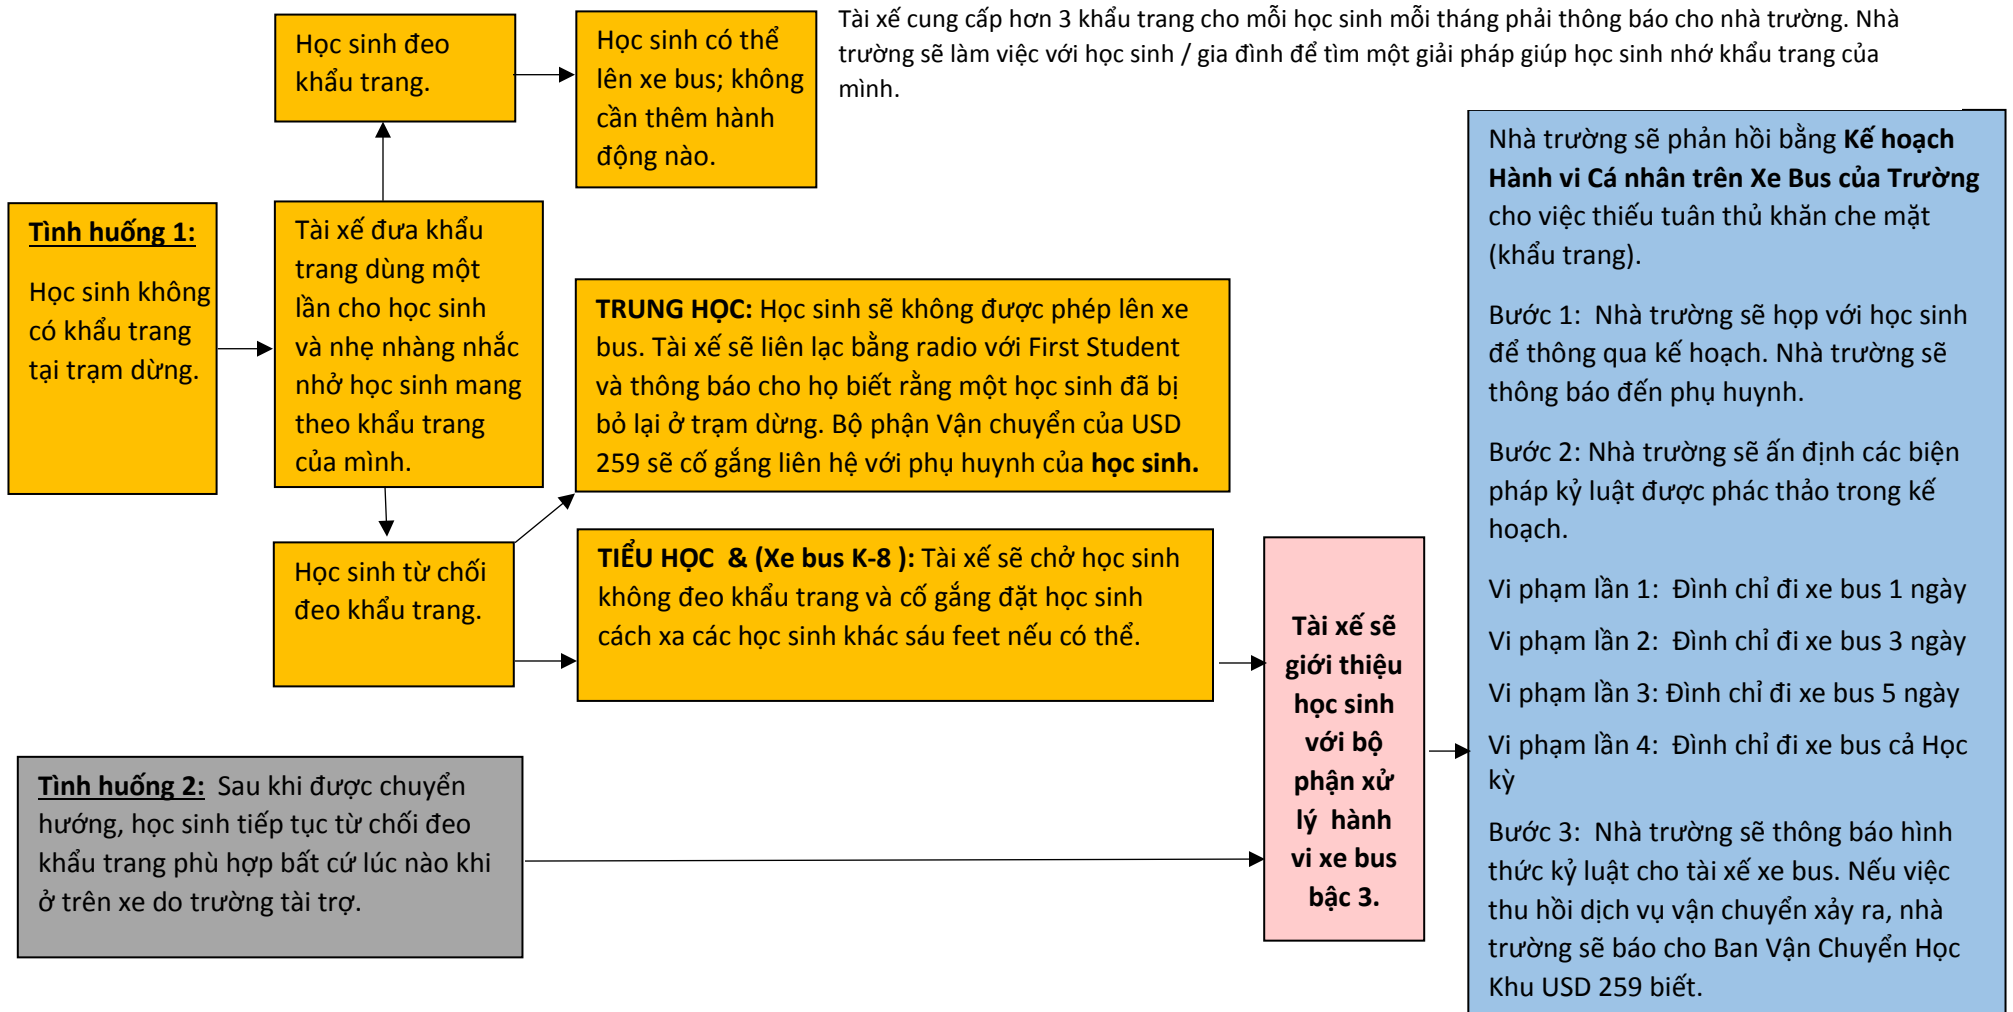 Tài xế cung cấp hơn 3 khẩu trang cho mỗi học sinh mỗi tháng phải thông báo cho nhà trường. Nhà
trường sẽ làm việc với học sinh / gia đình để tìm một giải pháp giúp học sinh nhớ khẩu trang của
mình.
Học sinh đeo
khẩu trang.
Học sinh có thể
lên xe bus; không
cần thêm hành
động nào.
Tình huống 1:
Học sinh không
có khẩu trang
tại trạm dừng.
Tài xế đưa khẩu
trang dùng một
lần cho học sinh
và nhẹ nhàng nhắc
nhở học sinh mang
theo khẩu trang
của mình.
TRUNG HỌC: Học sinh sẽ không được phép lên xe
bus. Tài xế sẽ liên lạc bằng radio với First Student
và thông báo cho họ biết rằng một học sinh đã bị
bỏ lại ở trạm dừng. Bộ phận Vận chuyển của USD
259 sẽ cố gắng liên hệ với phụ huynh của học sinh.
Học sinh từ chối
đeo khẩu trang.
TIỂU HỌC & (Xe bus K-8 ): Tài xế sẽ chở học sinh
không đeo khẩu trang và cố gắng đặt học sinh
cách xa các học sinh khác sáu feet nếu có thể.
Tình huống 2: Sau khi được chuyển
hướng, học sinh tiếp tục từ chối đeo
khẩu trang phù hợp bất cứ lúc nào khi
ở trên xe do trường tài trợ.
Tài xế sẽ
giới thiệu
học sinh
với bộ
phận xử
lý hành
vi xe bus
bậc 3.
Nhà trường sẽ phản hồi bằng Kế hoạch
Hành vi Cá nhân trên Xe Bus của Trường
cho việc thiếu tuân thủ khăn che mặt
(khẩu trang).
Bước 1: Nhà trường sẽ họp với học sinh
để thông qua kế hoạch. Nhà trường sẽ
thông báo đến phụ huynh.
Bước 2: Nhà trường sẽ ấn định các biện
pháp kỷ luật được phác thảo trong kế
hoạch.
Vi phạm lần 1: Đình chỉ đi xe bus 1 ngày
Vi phạm lần 2: Đình chỉ đi xe bus 3 ngày
Vi phạm lần 3: Đình chỉ đi xe bus 5 ngày
Vi phạm lần 4: Đình chỉ đi xe bus cả Học
kỳ
Bước 3: Nhà trường sẽ thông báo hình
thức kỷ luật cho tài xế xe bus. Nếu việc
thu hồi dịch vụ vận chuyển xảy ra, nhà
trường sẽ báo cho Ban Vận Chuyển Học
Khu USD 259 biết.